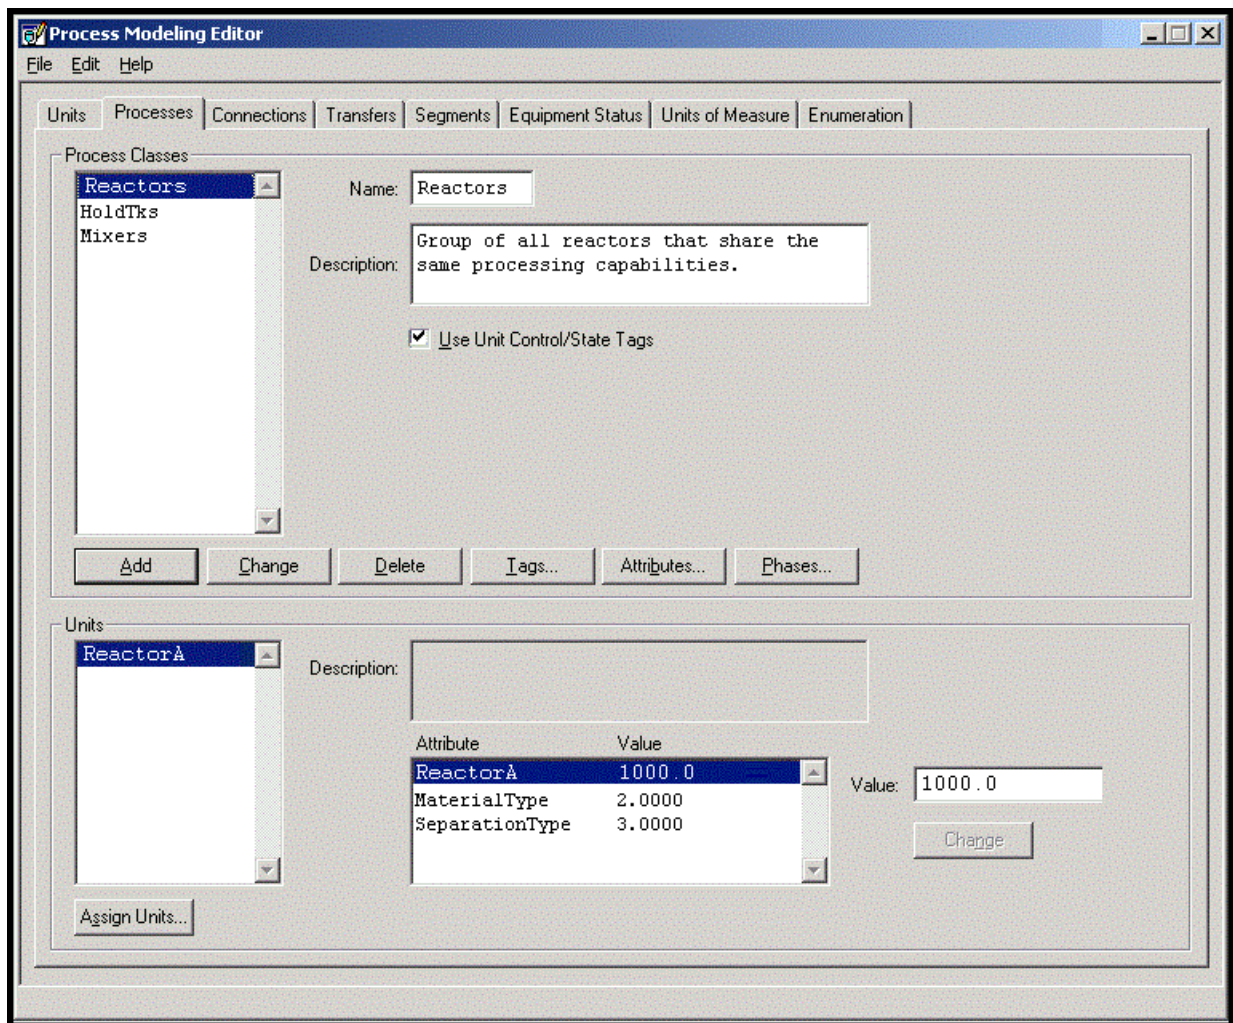 Process Modeling Editor
File Edit Help
Units Processes Connections Transfers Segments Equipment Status Units of Measure Enumeration
Process Classes
Reactors
HoldTks
Mixers
Name: Reactors
Description: Group of all reactors that share the
same processing capabilities.
Use Unit Control/State Tags
Add Change Delete Tags... Attributes... Phases...
Units
ReactorA
Description:
Attribute Value
ReactorA 1000.0
MaterialType 2.0000
SeparationType 3.0000
Value: 1000.0
Change
Assign Units...